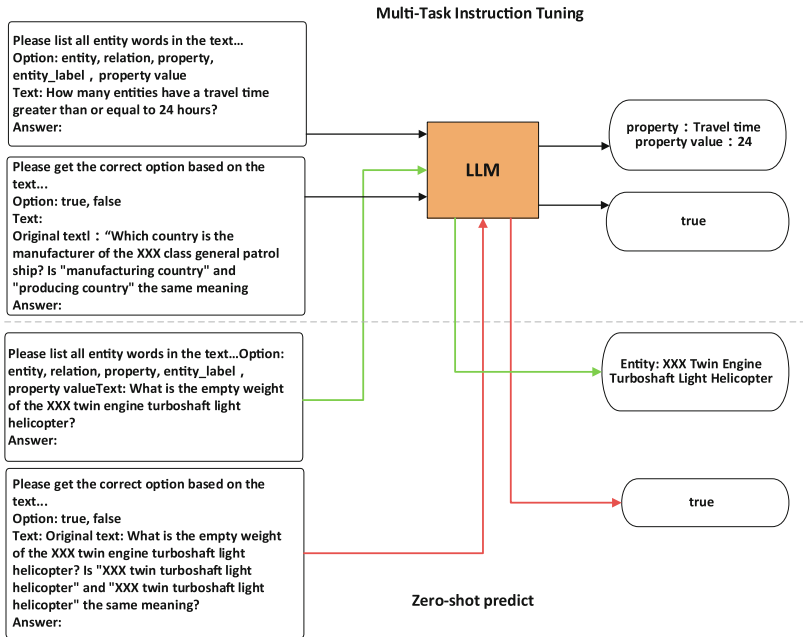 Multi-Task Instruction Tuning
Please list all entity words in the text...
Option: entity, relation, property,
entity_label , property value
Text: How many entities have a travel time
greater than or equal to 24 hours?
Answer:
Please get the correct option based on the
text...
Option: true, false
Text:
Original textl：“Which country is the
manufacturer of the XXX class general patrol
ship? Is "manufacturing country" and
"producing country" the same meaning
Answer:
LLM
property：Travel time
property value：24
true
Please list all entity words in the text...Option:
entity, relation, property, entity_label ,
property valueText: What is the empty weight
of the XXX twin engine turboshaft light
helicopter?
Answer:
Entity: XXX Twin Engine
Turboshaft Light Helicopter
Please get the correct option based on the
text...
Option: true, false
Text: Original text: What is the empty weight
of the XXX twin engine turboshaft light
helicopter? Is "XXX twin turboshaft light
helicopter" and "XXX twin turboshaft light
helicopter" the same meaning?
Answer:
true
Zero-shot predict